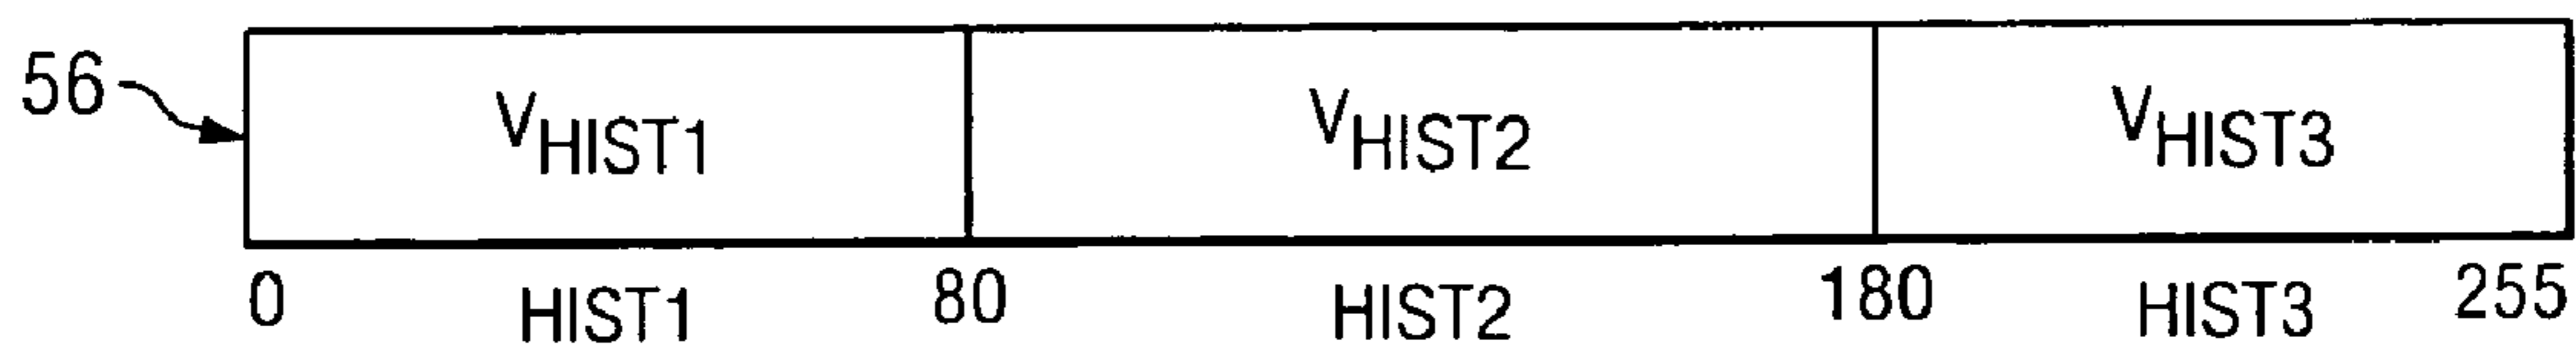 56 VHIST1 VHIST2 VHIST3
0 HIST1 80 HIST2 180 HIST3 255